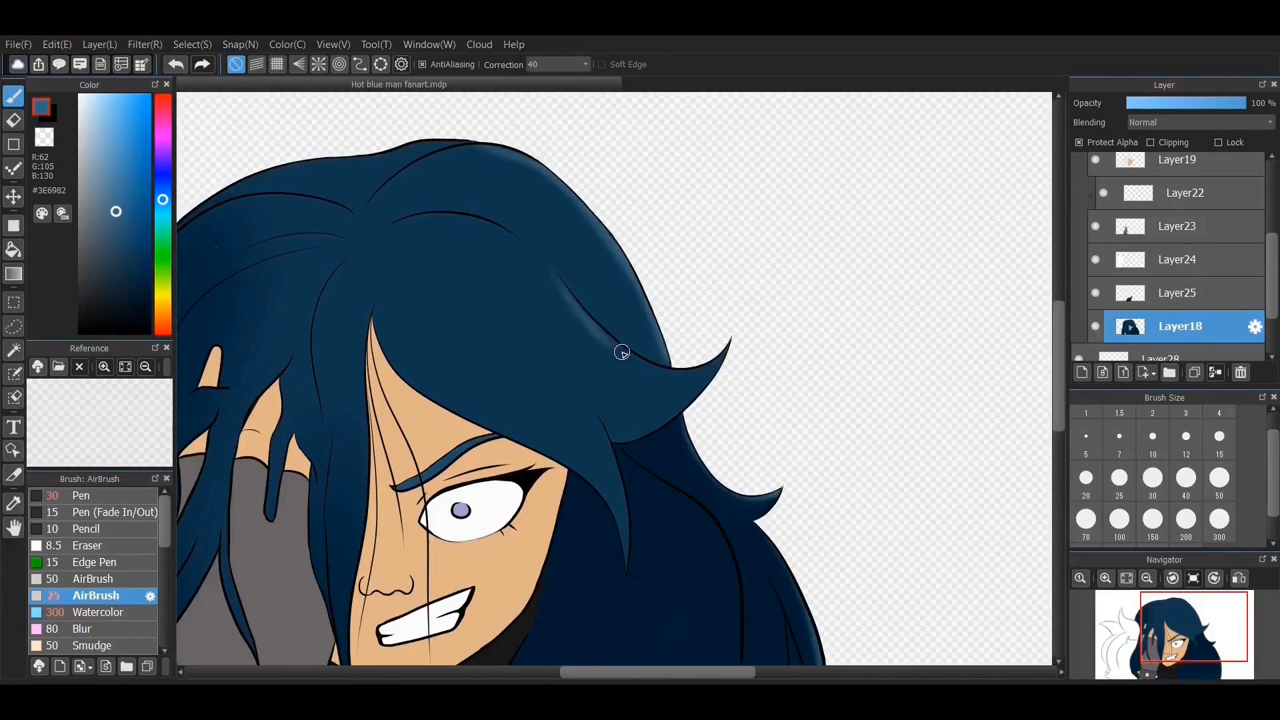 File(F) Edit(E) Layer(L) Filter(R) Select(S) Snap(N) Color(C) View(V) Tool(T) Window(W) Cloud Help
AntiAliasing Correction 40 Soft Edge
Color
Hot blue man fanart.mdp
Layer
Opacity 100 %
Blending Normal
Protect Alpha Clipping Lock
R:62
G:105
B:130
#3E6982
Layer19
Layer22
Layer23
Layer24
Layer25
Layer18
Layer28
Reference
Brush Size
1 1.5 2 3 4
5 7 10 12 15
20 25 30 40 50
70 100 150 200 300
Brush: AirBrush
30 Pen
15 Pen (Fade In/Out)
10 Pencil
8.5 Eraser
15 Edge Pen
50 AirBrush
25 AirBrush
300 Watercolor
80 Blur
50 Smudge
Navigator